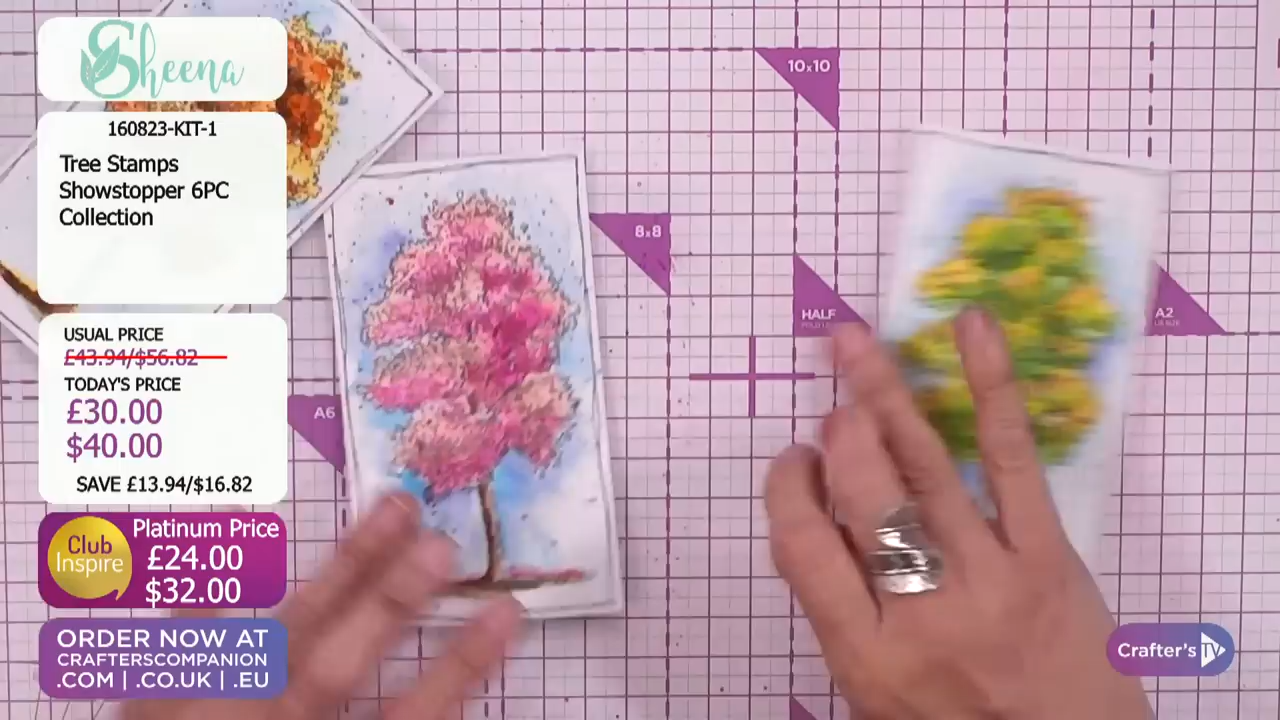 Sheena
160823-KIT-1
Tree Stamps
Showstopper 6PC
Collection
USUAL PRICE
£43.94/$56.82
TODAY'S PRICE
£30.00
$40.00
SAVE £13.94/$16.82
Club
Inspire
Platinum Price
£24.00
$32.00
ORDER NOW AT
CRAFTERSCOMPANION
.COM | .CO.UK | .EU
10x10
8x8
HALF
A2
A6
Crafter's TV